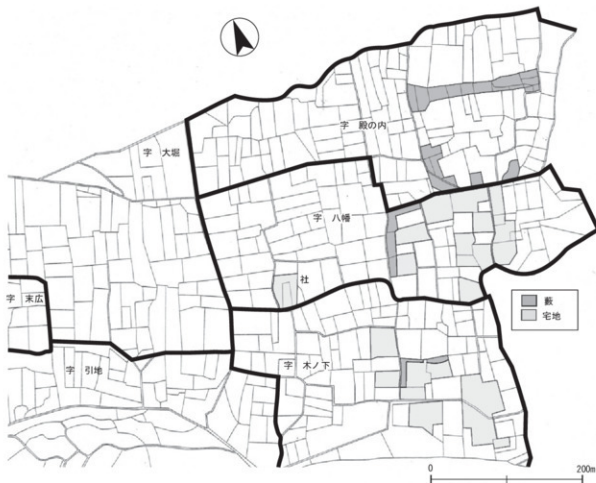 字 殿の内
字 大堀
字 八幡
社
字 末広
藪
宅地
字 引地
字 木ノ下
0
200m